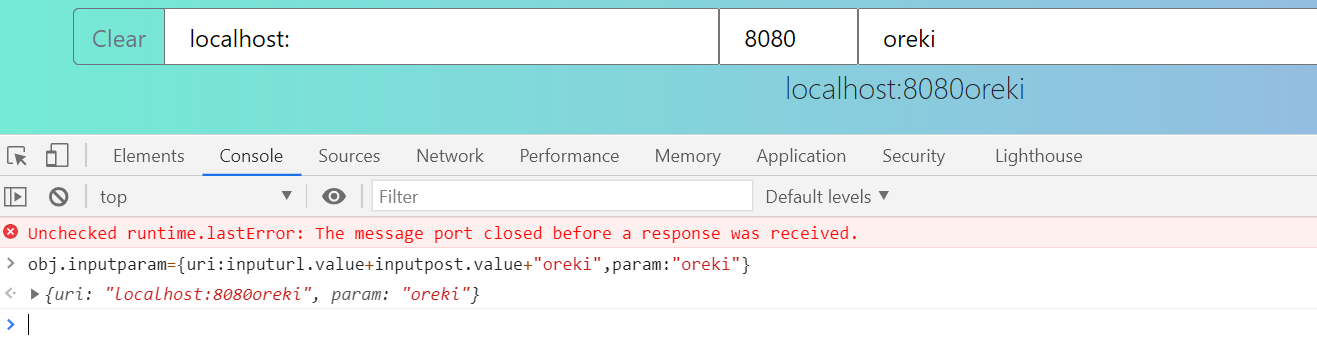 Clear localhost: 8080 oreki
localhost:8080oreki
Elements Console Sources Network Performance Memory Application Security Lighthouse
top Filter Default levels
Unchecked runtime.lastError: The message port closed before a response was received.
obj.inputparam={uri:inputurl.value+inputpost.value+"oreki",param:"oreki"}
{uri: "localhost:8080oreki", param: "oreki"}